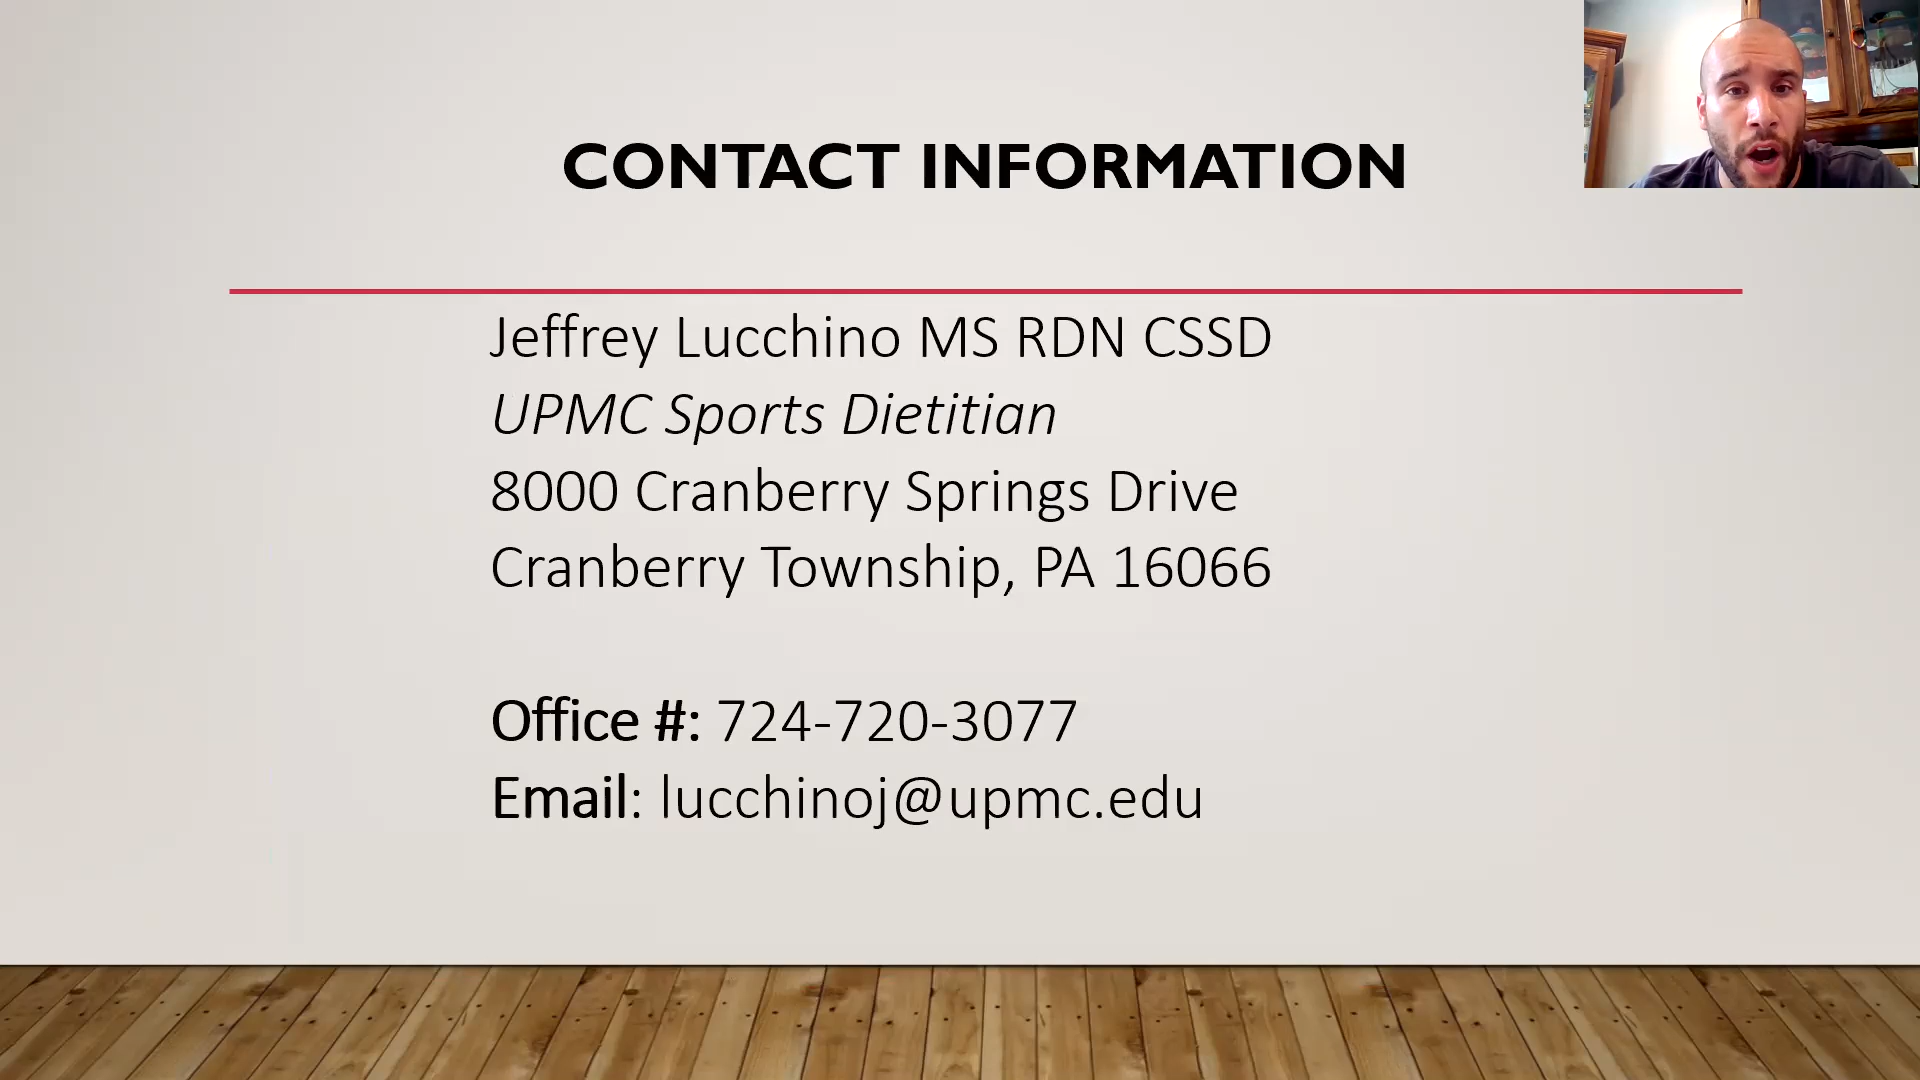 CONTACT INFORMATION
Jeffrey Lucchino MS RDN CSSD
UPMC Sports Dietitian
8000 Cranberry Springs Drive
Cranberry Township, PA 16066
Office #: 724-720-3077
Email: lucchinoj@upmc.edu